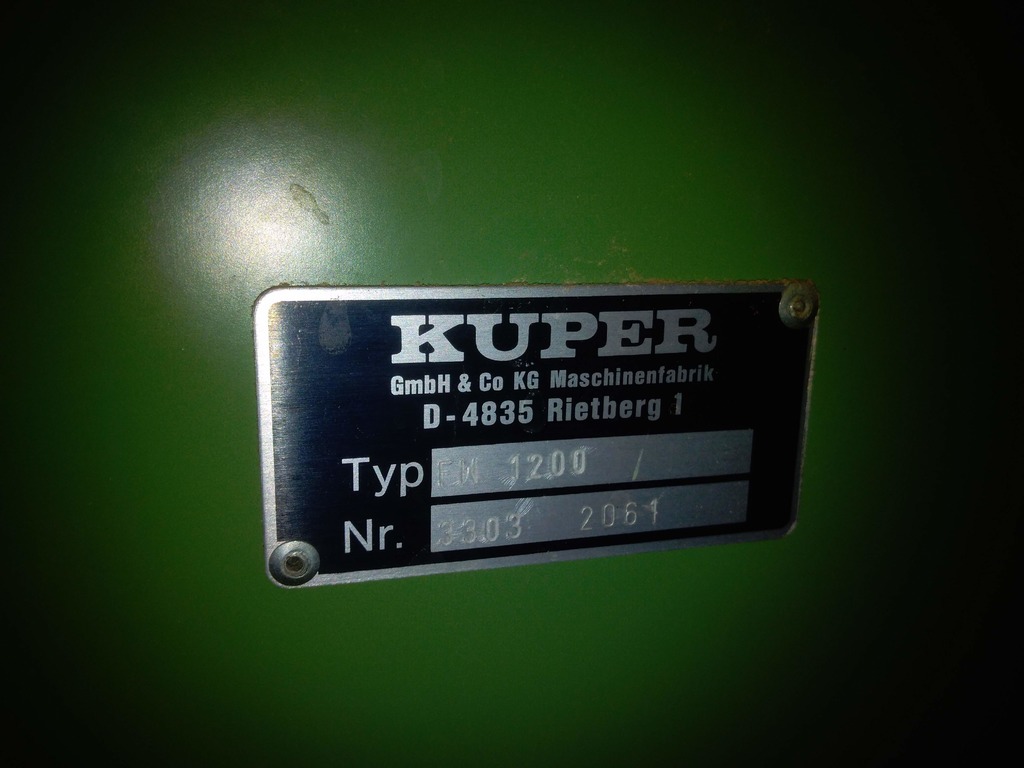 KUPER
GmbH & Co KG Maschinenfabrik
D-4835 Rietberg 1
Typ FW 1200 /
Nr. 3303 2061